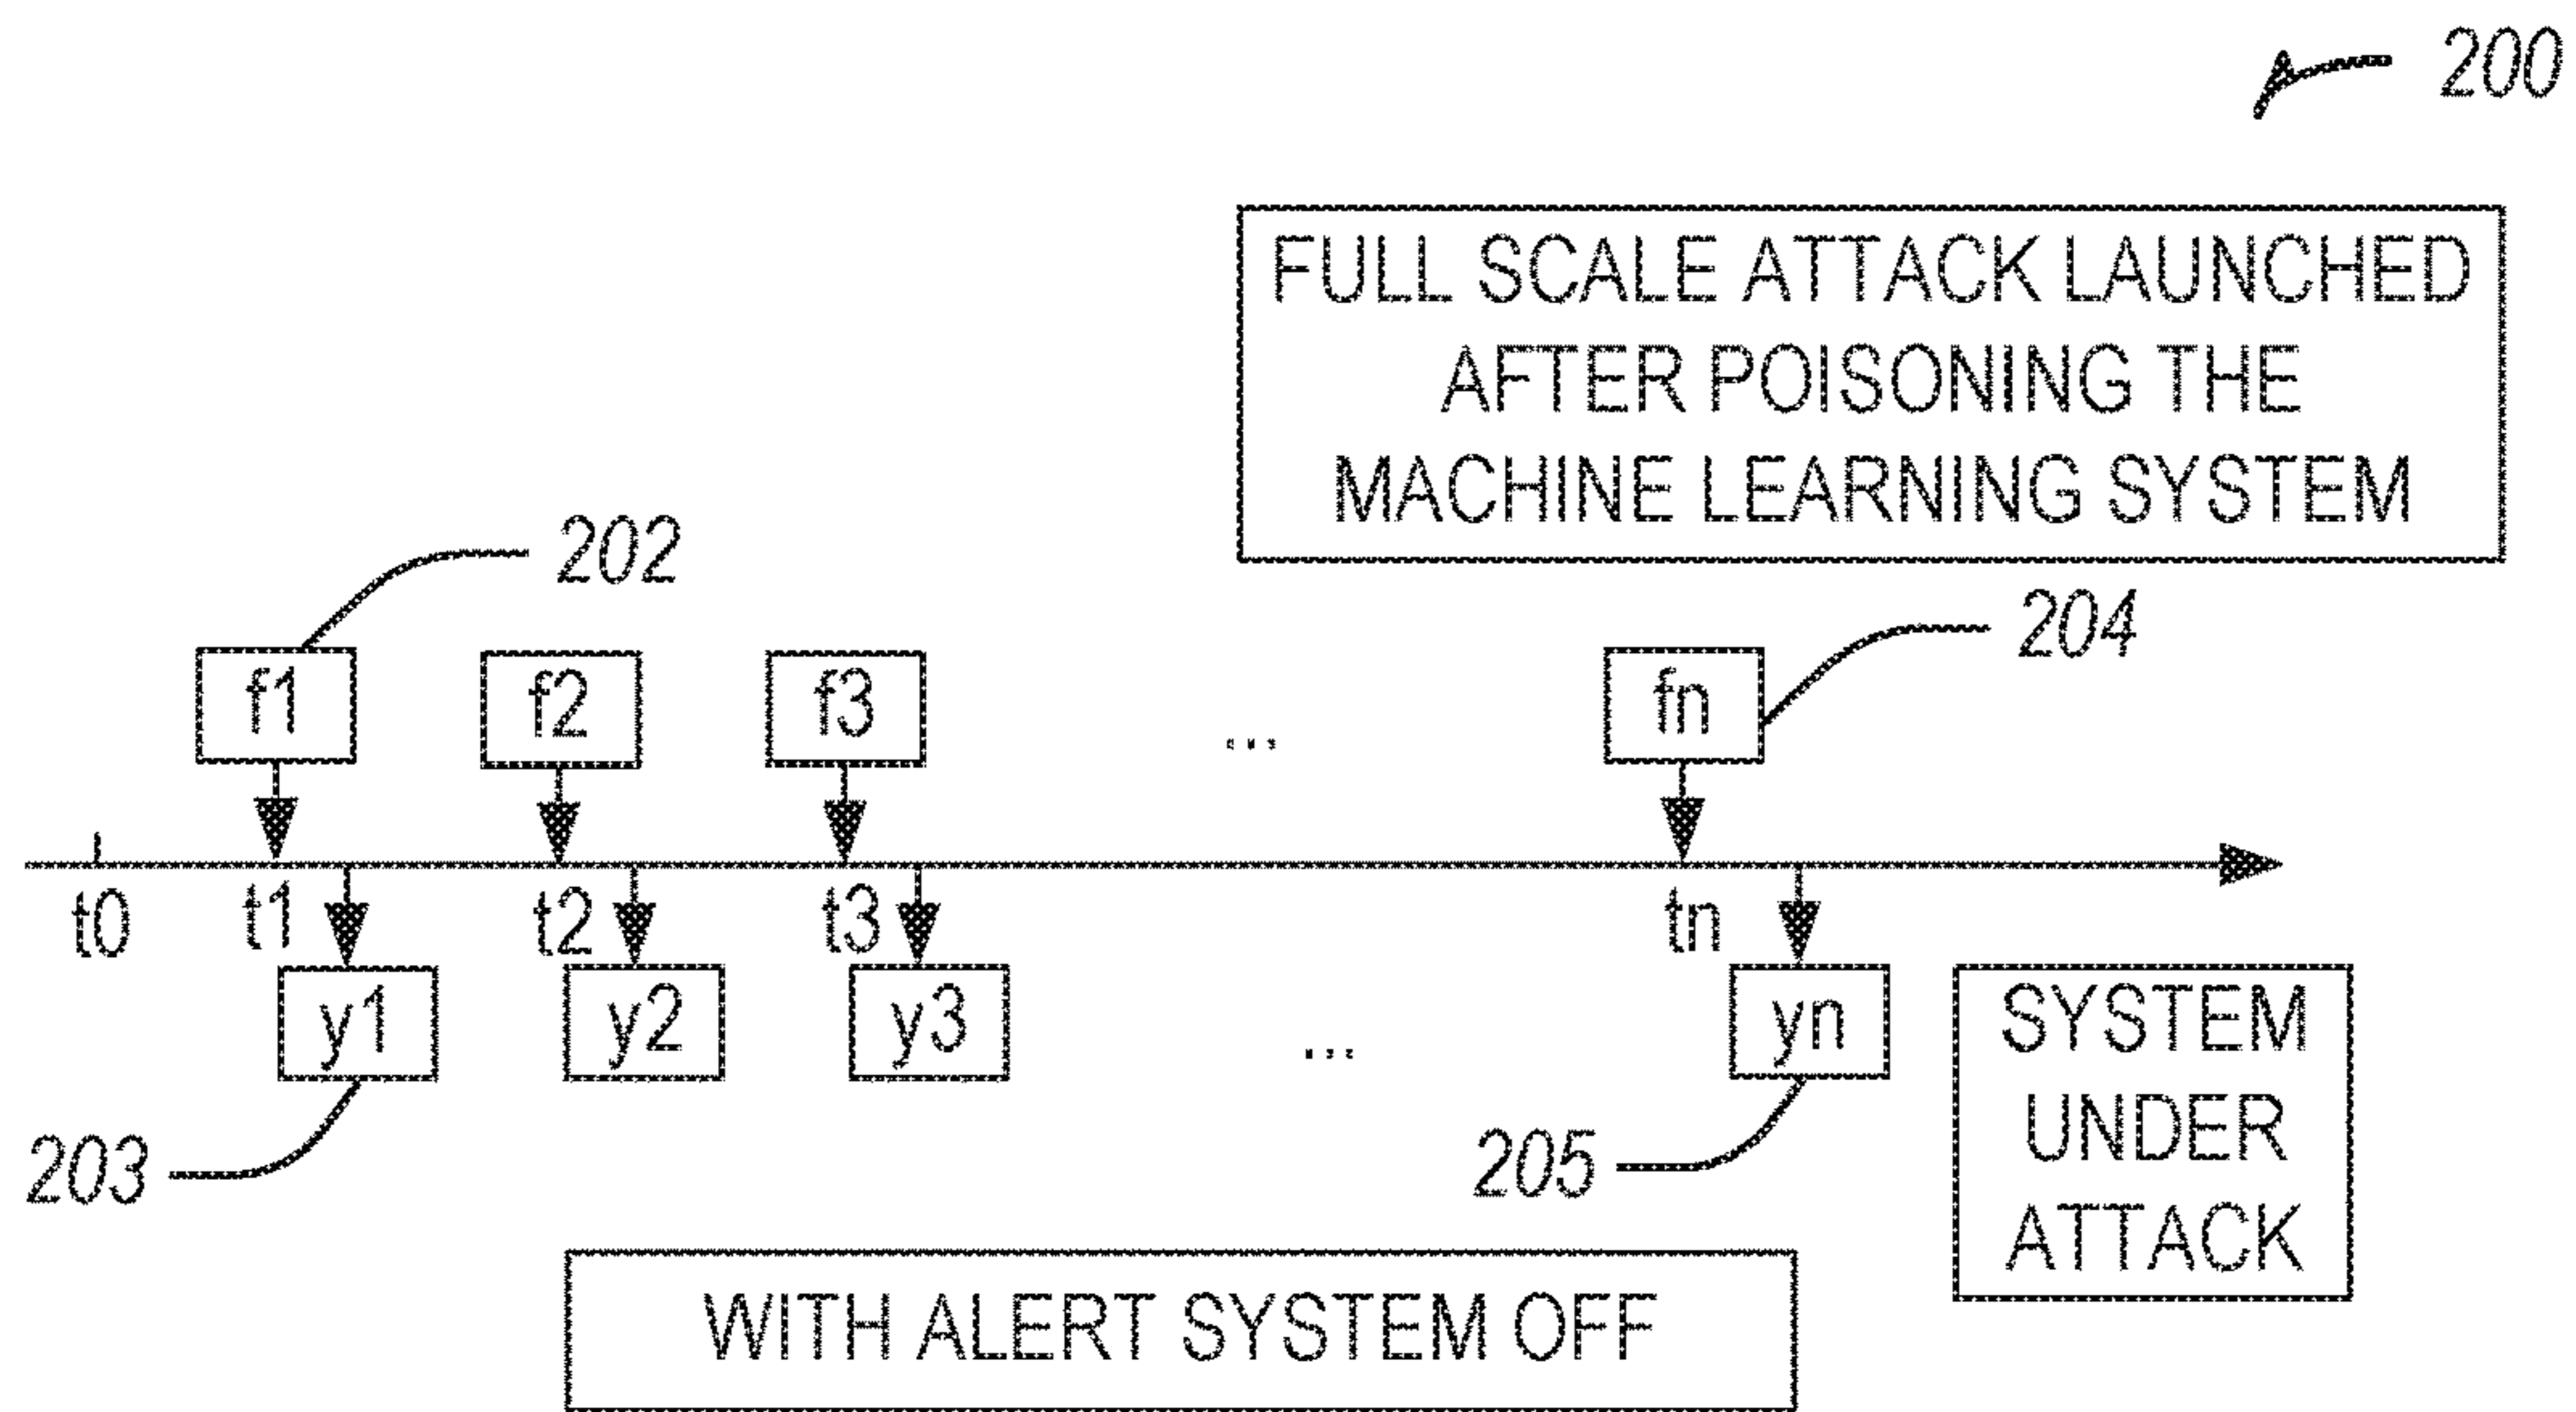 200
FULL SCALE ATTACK LAUNCHED
AFTER POISONING THE
MACHINE LEARNING SYSTEM
202
204
f1
f2
f3
...
fn
t0
t1
t2
t3
tn
y1
y2
y3
...
yn
SYSTEM
UNDER
ATTACK
203
205
WITH ALERT SYSTEM OFF